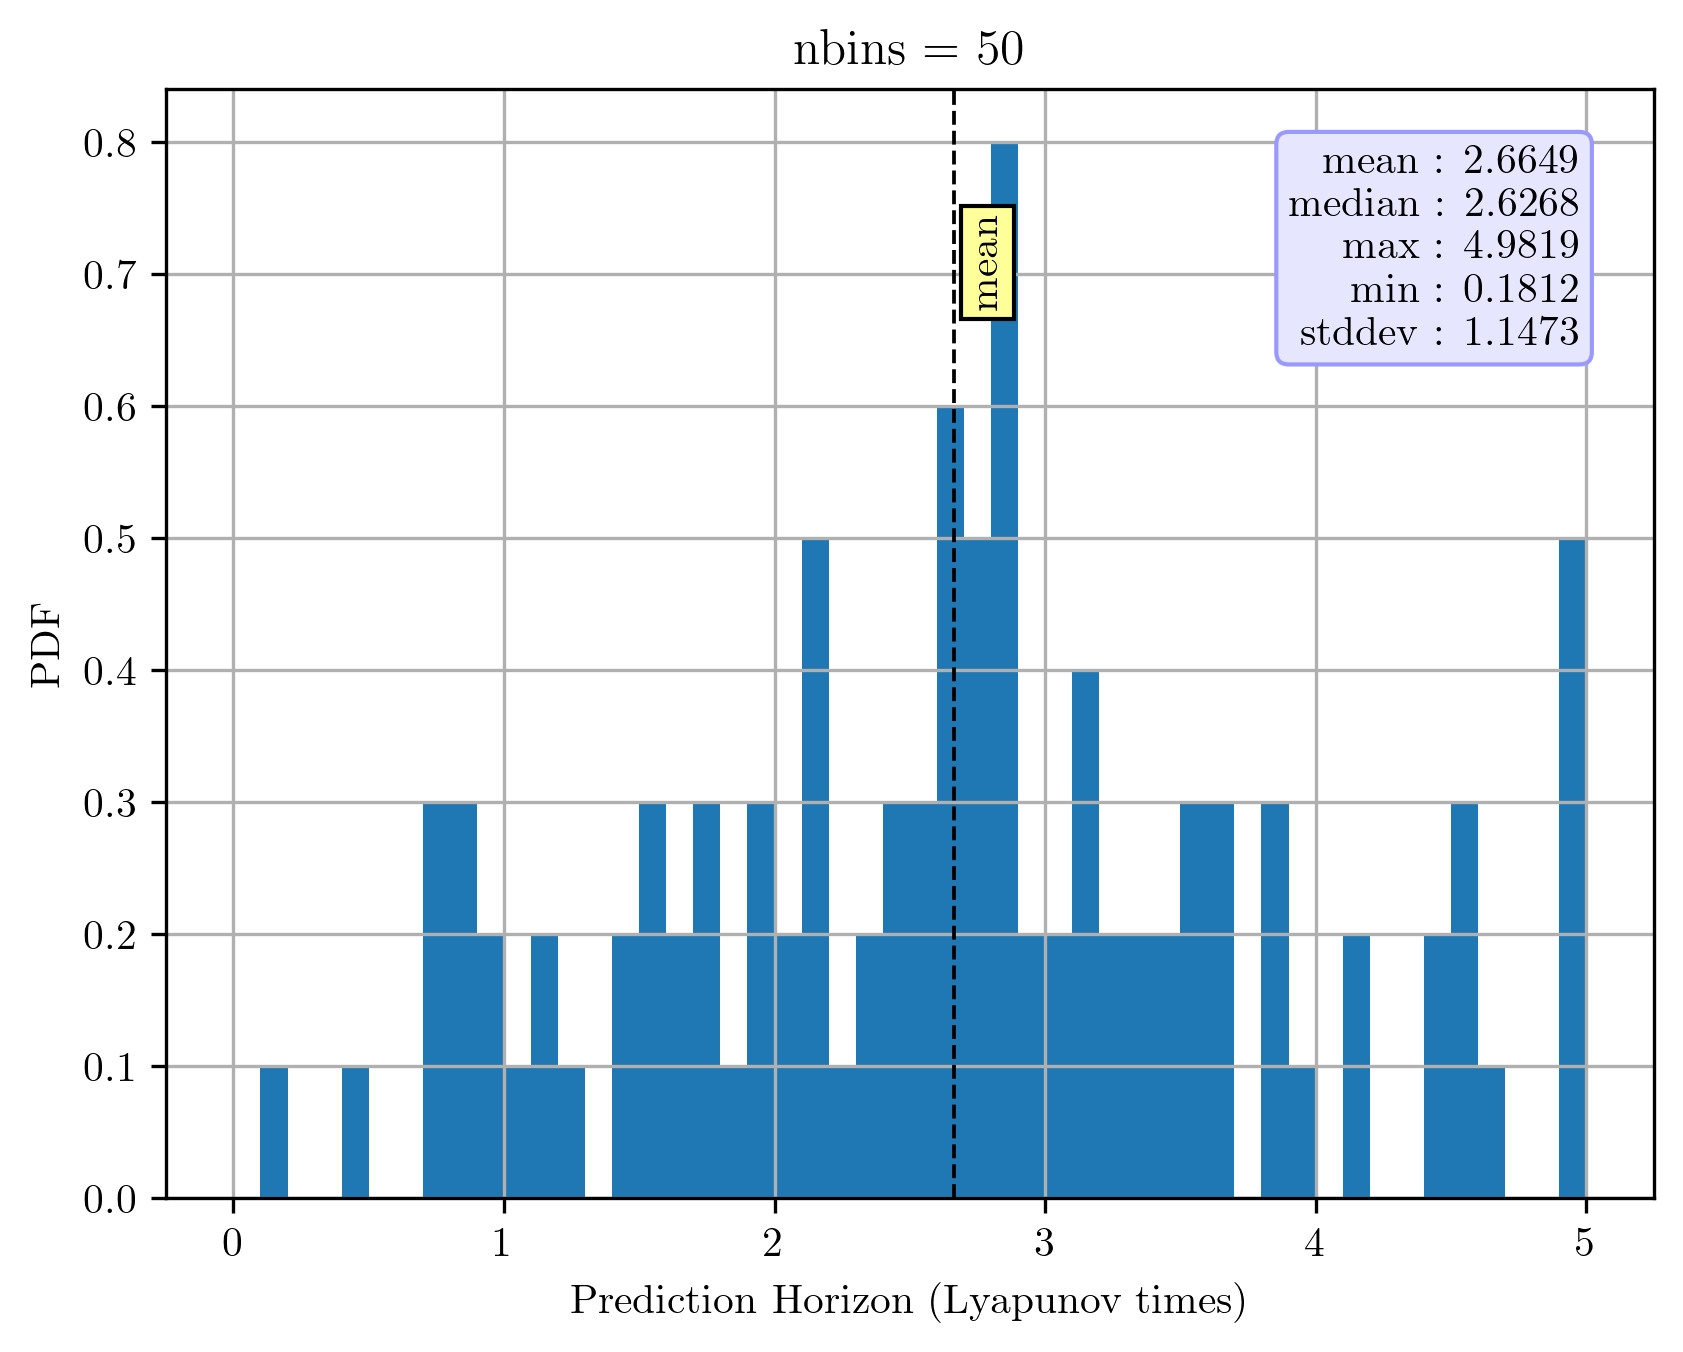 nbins = 50
0.8
0.7
0.6
0.5
0.4
0.3
0.2
0.1
0.0
PDF
mean
mean : 2.6649
median : 2.6268
max : 4.9819
min : 0.1812
stddev : 1.1473
0 1 2 3 4 5
Prediction Horizon (Lyapunov times)